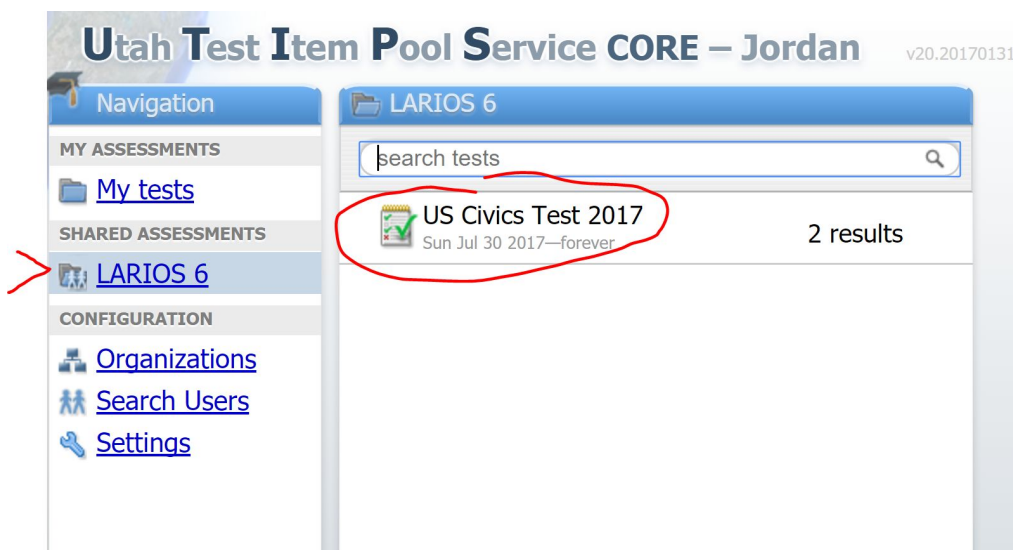 Utah Test Item Pool Service CORE – Jordan v20.20170131
Navigation
MY ASSESSMENTS
My tests
SHARED ASSESSMENTS
LARIOS 6
CONFIGURATION
Organizations
Search Users
Settings
LARIOS 6
search tests
US Civics Test 2017
Sun Jul 30 2017—forever
2 results